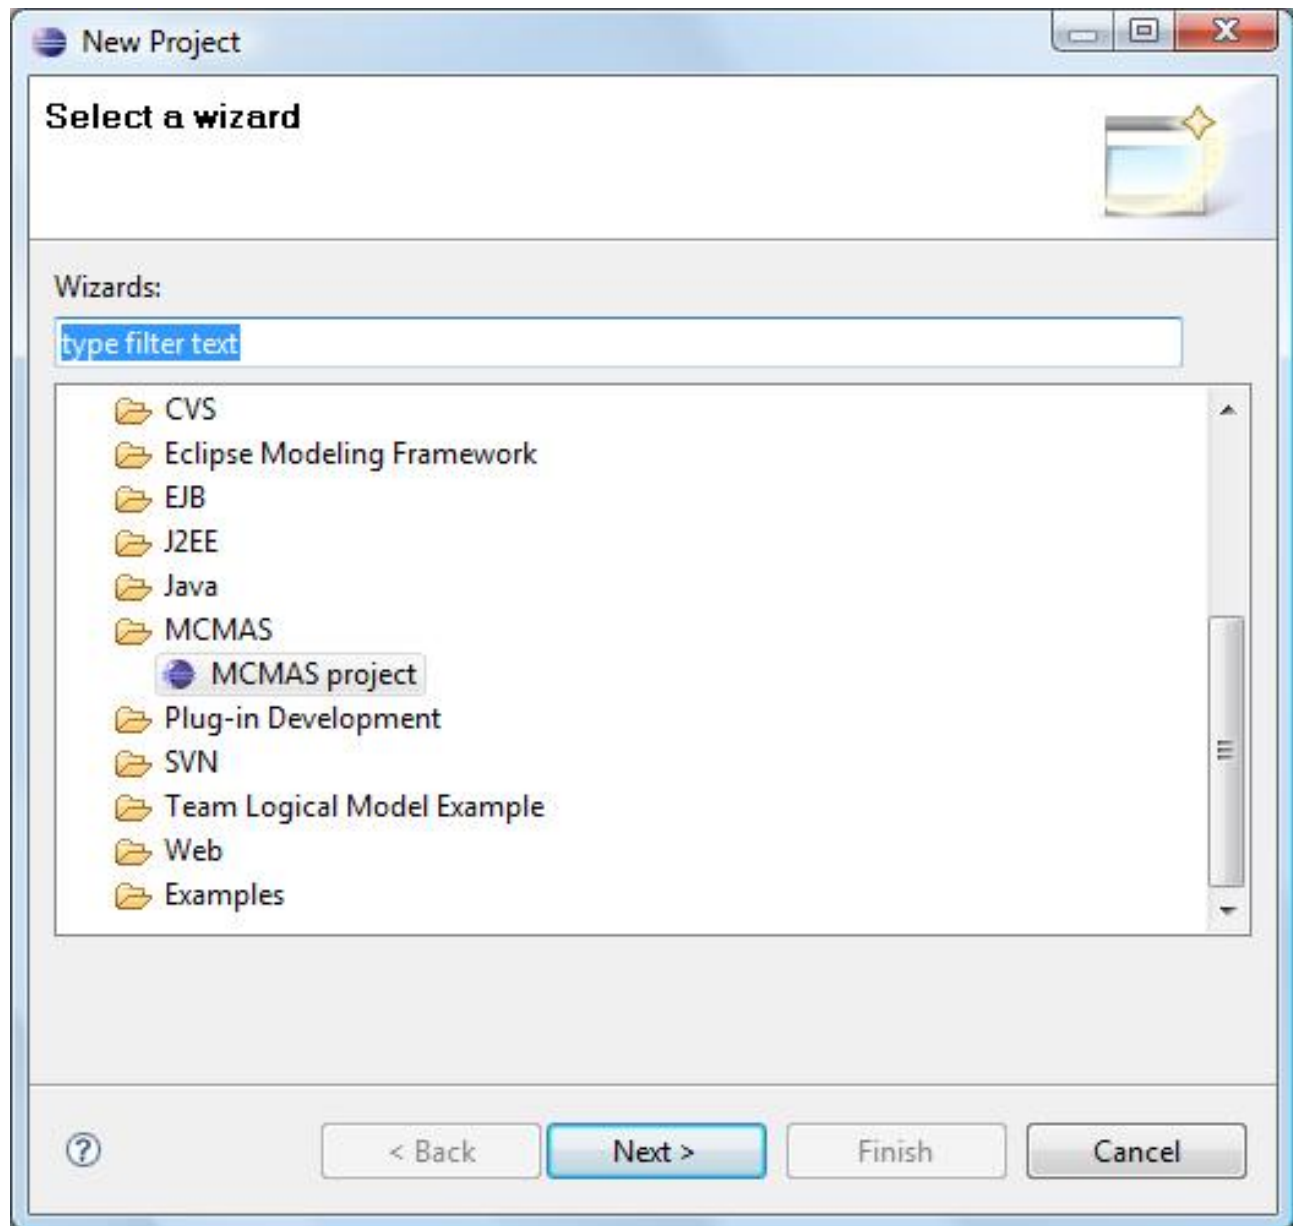 New Project
Select a wizard
Wizards:
type filter text
CVS
Eclipse Modeling Framework
EJB
J2EE
Java
MCMAS
MCMAS project
Plug-in Development
SVN
Team Logical Model Example
Web
Examples
? < Back Next > Finish Cancel